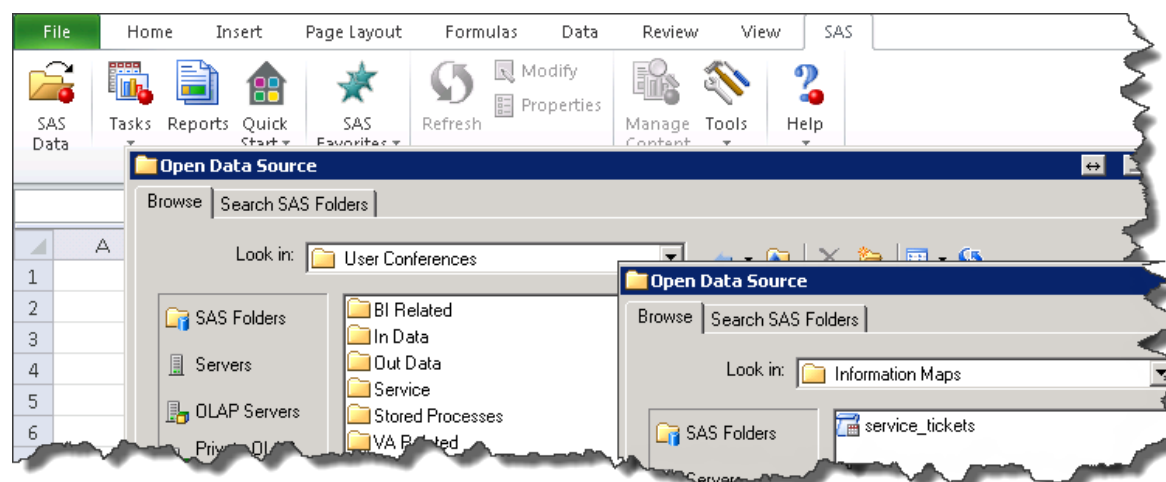 File Home Insert Page Layout Formulas Data Review View SAS
Modify
Properties
SAS Data
Tasks
Reports
Quick Start
SAS Favorites
Refresh
Manage Content
Tools
Help
Open Data Source
Browse Search SAS Folders
Look in: User Conferences
A
1
2
3
4
5
6
SAS Folders
Servers
OLAP Servers
BI Related
In Data
Out Data
Service
Stored Processes
VA Related
Open Data Source
Browse Search SAS Folders
Look in: Information Maps
SAS Folders
Servers
service_tickets